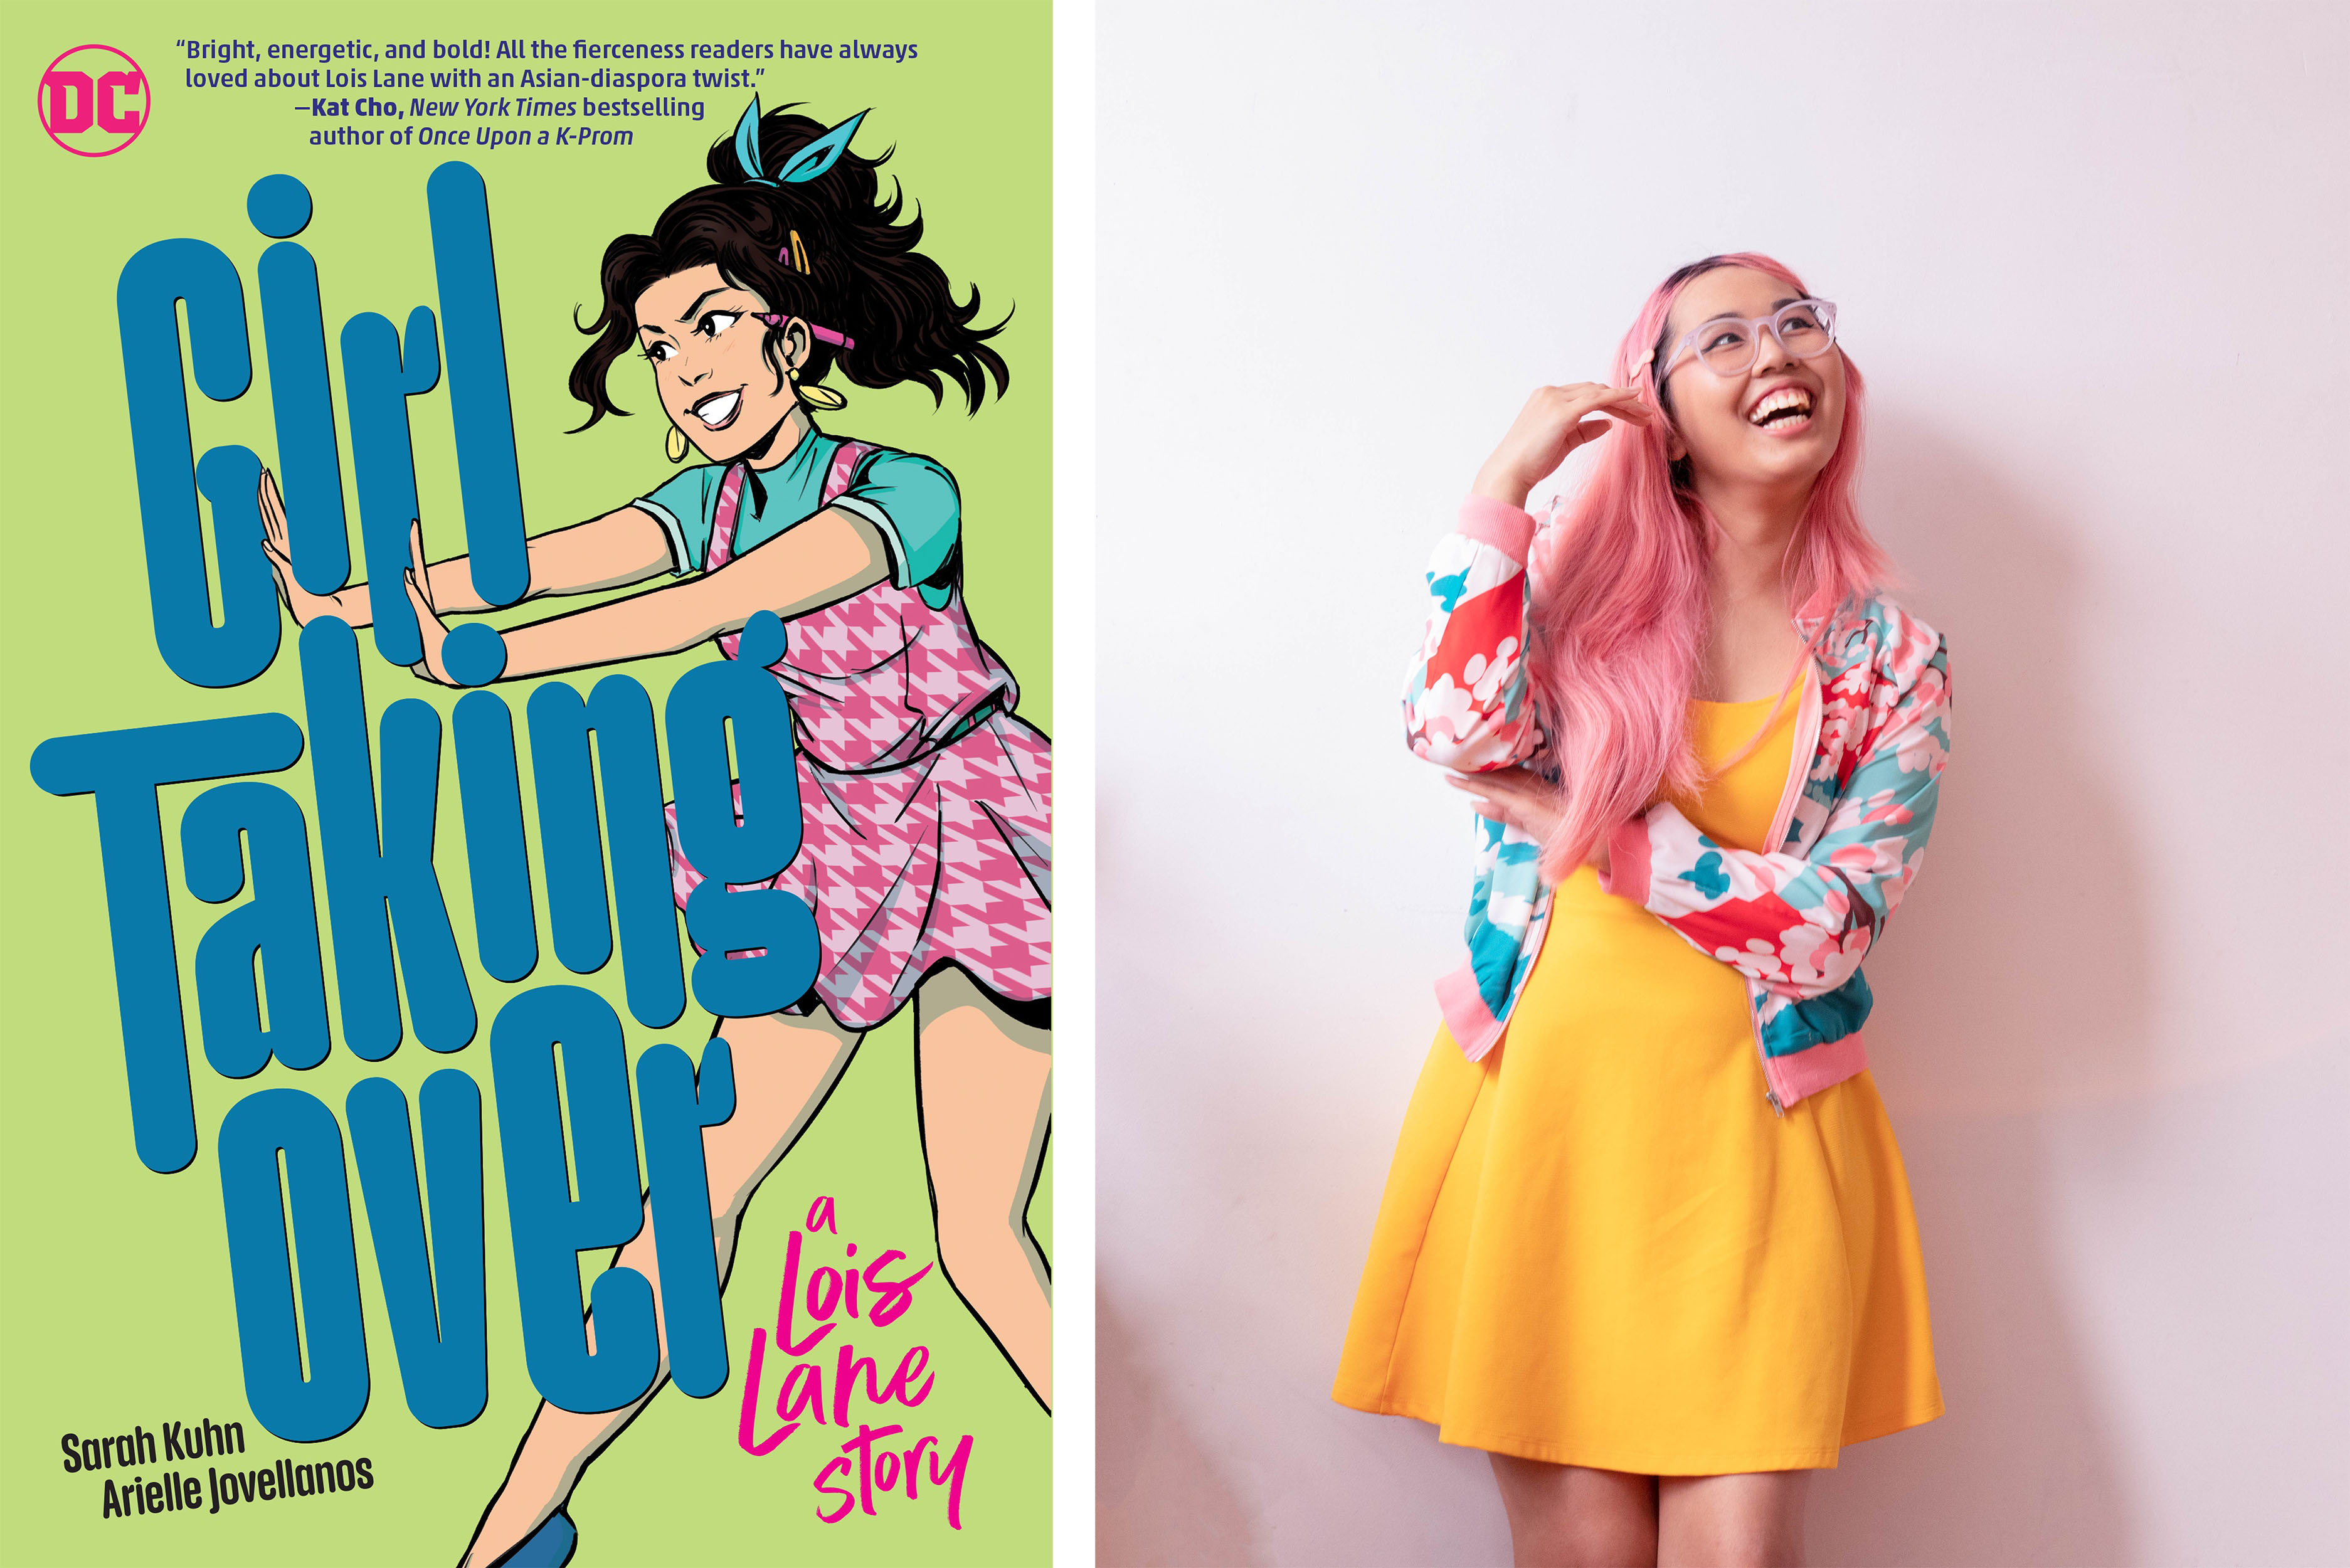 DC
“Bright, energetic, and bold! All the fierceness readers have always
loved about Lois Lane with an Asian-diaspora twist.”
—Kat Cho, New York Times bestselling
author of Once Upon a K-Prom
Girl
Taking
over
a
Lois
Lane
story
Sarah Kuhn
Arielle Jovellanos